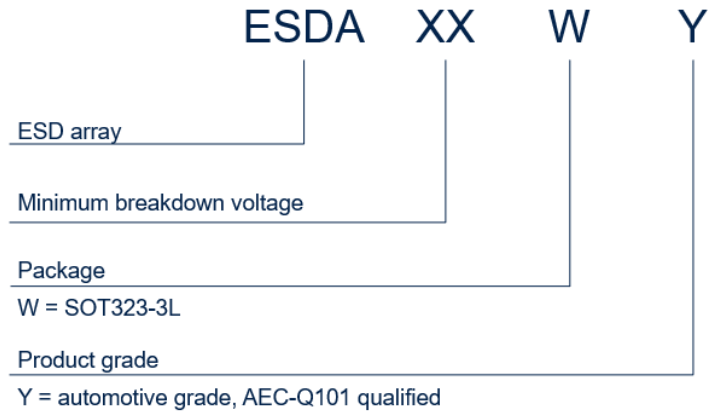 ESDA XX W Y
ESD array
Minimum breakdown voltage
Package
W = SOT323-3L
Product grade
Y = automotive grade, AEC-Q101 qualified